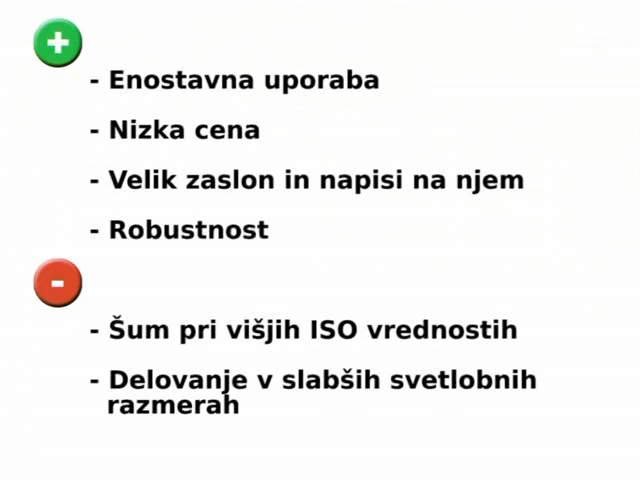 +
- Enostavna uporaba
- Nizka cena
- Velik zaslon in napisi na njem
- Robustnost
-
- Šum pri višjih ISO vrednostih
- Delovanje v slabših svetlobnih
razmerah